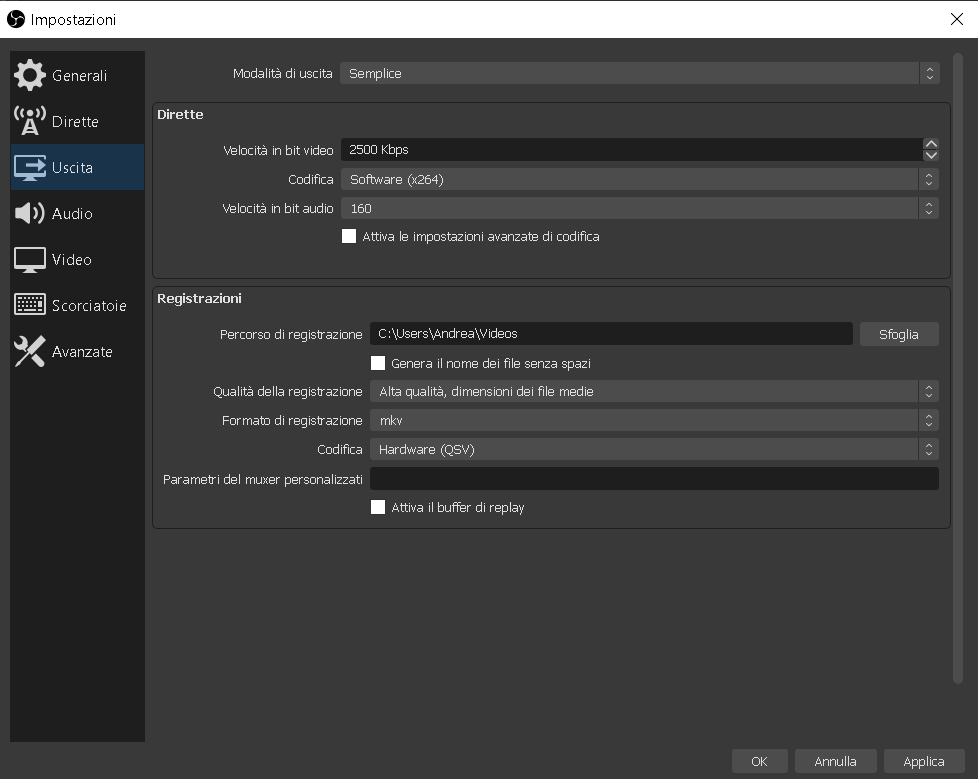 Impostazioni
Generali
Dirette
Uscita
Audio
Video
Scorciatoie
Avanzate
Modalità di uscita Semplice
Dirette
Velocità in bit video 2500 Kbps
Codifica Software (x264)
Velocità in bit audio 160
Attiva le impostazioni avanzate di codifica
Registrazioni
Percorso di registrazione C:\Users\Andrea\Videos Sfoglia
Genera il nome dei file senza spazi
Qualità della registrazione Alta qualità, dimensioni dei file medie
Formato di registrazione mkv
Codifica Hardware (QSV)
Parametri del muxer personalizzati
Attiva il buffer di replay
OK Annulla Applica